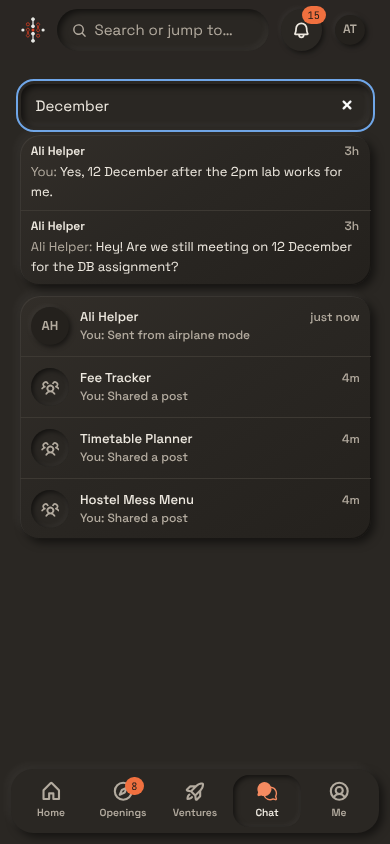 Search or jump to...
15
AT
December
Ali Helper 3h
You: Yes, 12 December after the 2pm lab works for
me.
Ali Helper 3h
Ali Helper: Hey! Are we still meeting on 12 December
for the DB assignment?
AH
Ali Helper just now
You: Sent from airplane mode
Fee Tracker 4m
You: Shared a post
Timetable Planner 4m
You: Shared a post
Hostel Mess Menu 4m
You: Shared a post
8
Home Openings Ventures Chat Me